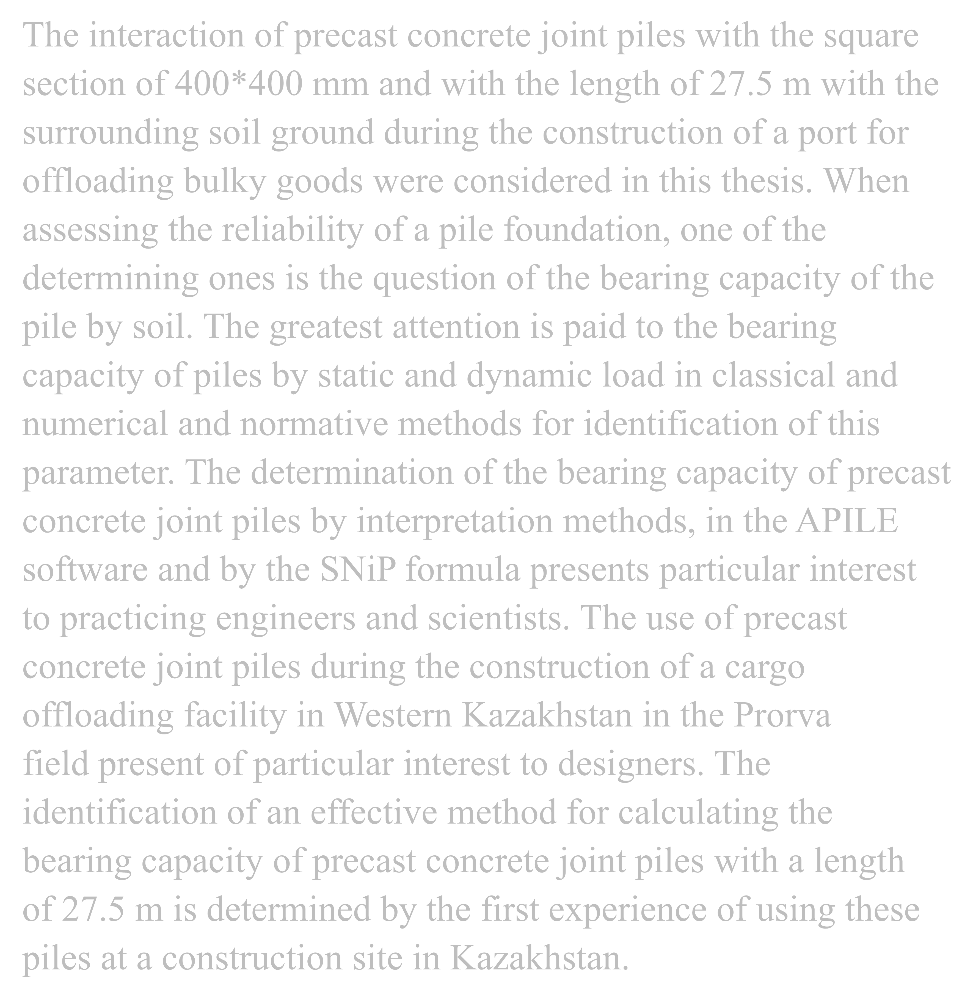 The interaction of precast concrete joint piles with the square
section of 400*400 mm and with the length of 27.5 m with the
surrounding soil ground during the construction of a port for
offloading bulky goods were considered in this thesis. When
assessing the reliability of a pile foundation, one of the
determining ones is the question of the bearing capacity of the
pile by soil. The greatest attention is paid to the bearing
capacity of piles by static and dynamic load in classical and
numerical and normative methods for identification of this
parameter. The determination of the bearing capacity of precast
concrete joint piles by interpretation methods, in the APILE
software and by the SNiP formula presents particular interest
to practicing engineers and scientists. The use of precast
concrete joint piles during the construction of a cargo
offloading facility in Western Kazakhstan in the Prorva
field present of particular interest to designers. The
identification of an effective method for calculating the
bearing capacity of precast concrete joint piles with a length
of 27.5 m is determined by the first experience of using these
piles at a construction site in Kazakhstan.